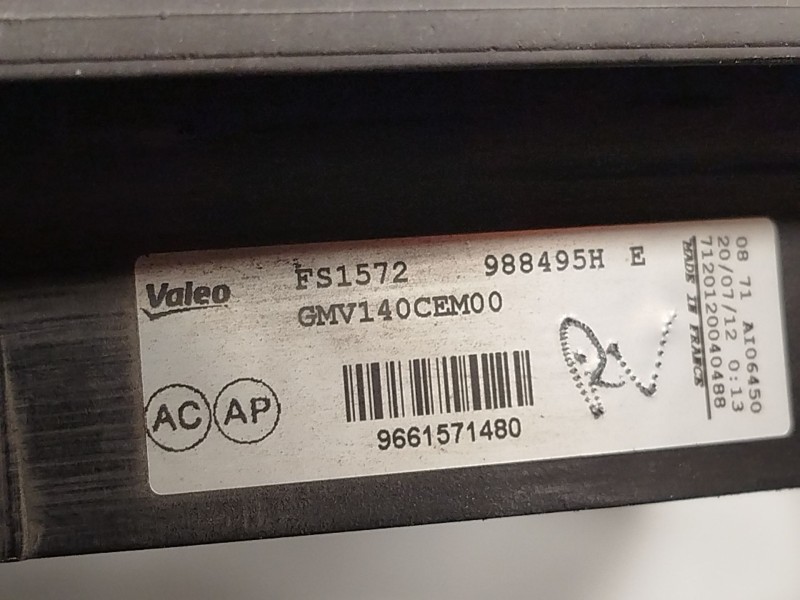 Valeo
FS1572 988495H E
GMV140CEM00
AC AP
9661571480
08 71 AI06450
20/07/12 0:13
7120120040488
MADE IN FRANCE